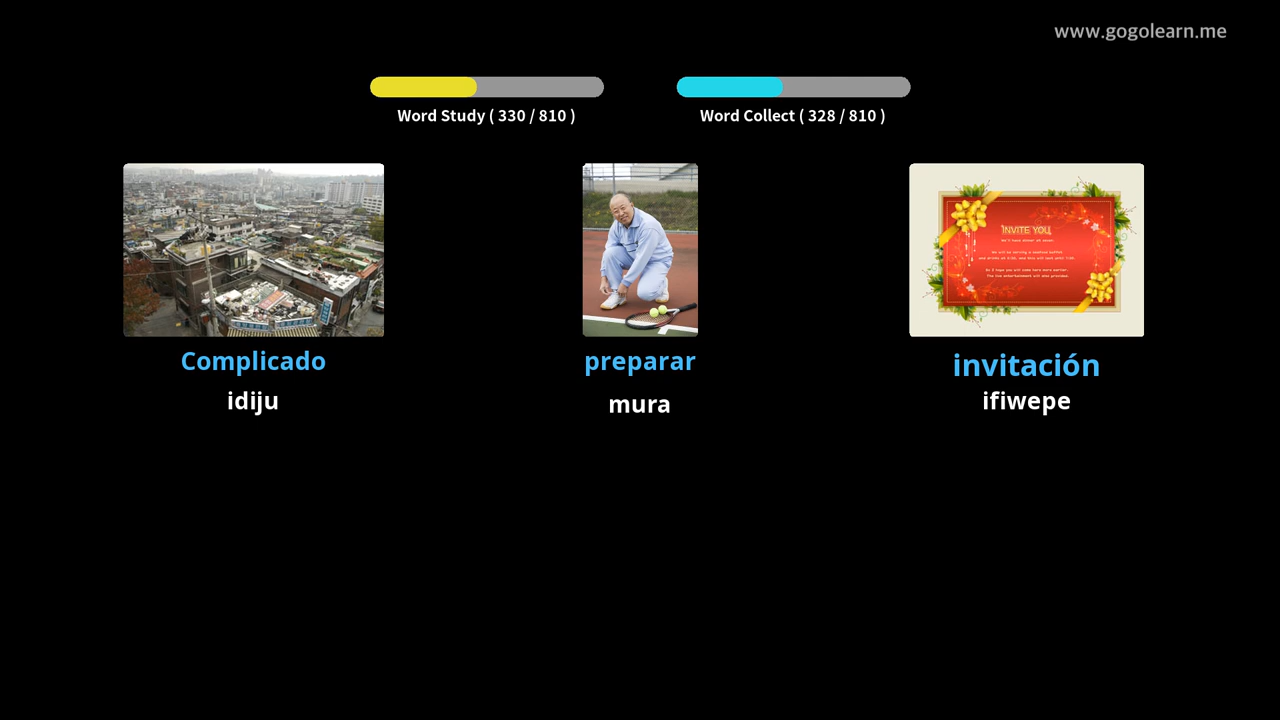 www.gogolearn.me
Word Study ( 330 / 810 )
Word Collect ( 328 / 810 )
INVITE YOU
Complicado
preparar
invitación
idiju
mura
ifiwepe